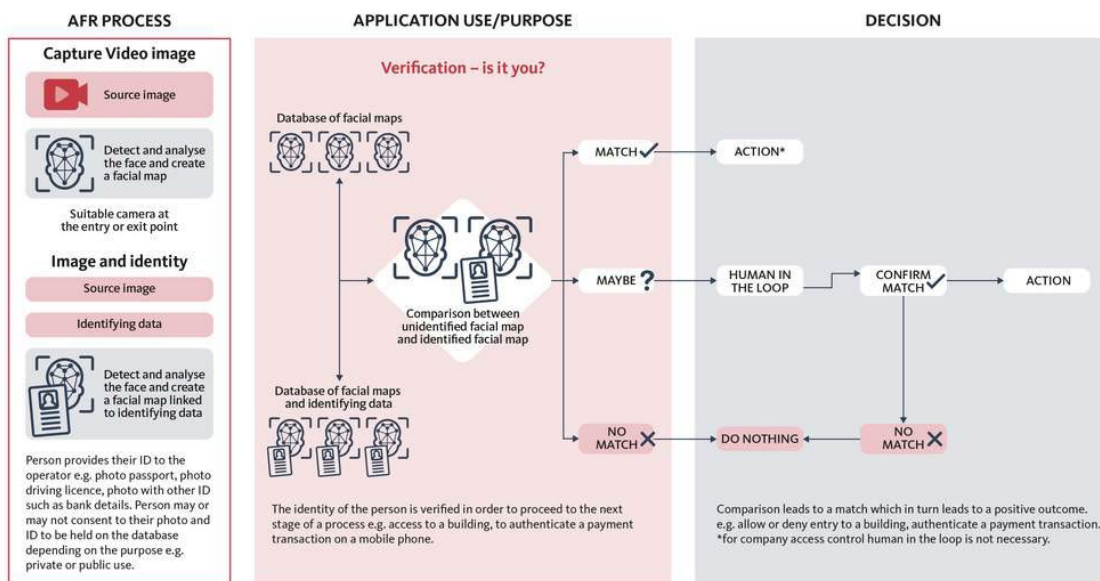 AFR PROCESS
Capture Video image
Source image
Detect and analyse
the face and create
a facial map
Suitable camera at
the entry or exit point
Image and identity
Source image
Identifying data
Detect and analyse
the face and create
a facial map linked
to identifying data
Person provides their ID to the
operator e.g. photo passport, photo
driving licence, photo with other ID
such as bank details. Person may or
may not consent to their photo and
ID to be held on the database
depending on the purpose e.g.
private or public use.
APPLICATION USE/PURPOSE
Verification – is it you?
Database of facial maps
Comparison between
unidentified facial map
and identified facial map
Database of facial maps
and identifying data
MATCH
MAYBE ?
NO
MATCH
The identity of the person is verified in order to proceed to the next
stage of a process e.g. access to a building, to authenticate a payment
transaction on a mobile phone.
DECISION
ACTION*
HUMAN IN
THE LOOP
CONFIRM
MATCH
ACTION
DO NOTHING
NO
MATCH
Comparison leads to a match which in turn leads to a positive outcome.
e.g. allow or deny entry to a building, authenticate a payment transaction.
*for company access control human in the loop is not necessary.